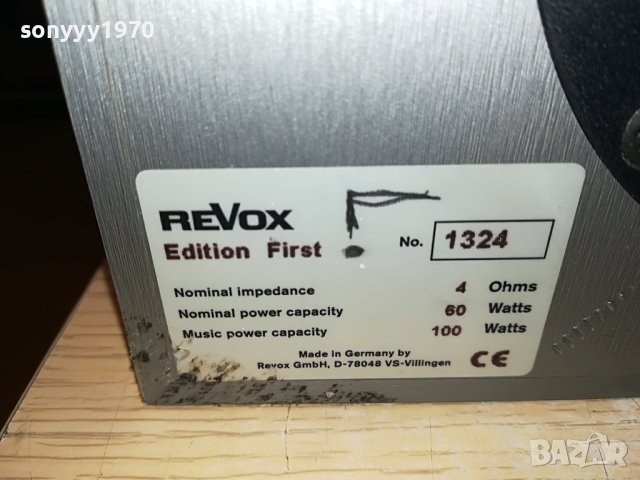 sonyyy1970
REVOX
Edition First
No. 1324
Nominal impedance 4 Ohms
Nominal power capacity 60 Watts
Music power capacity 100 Watts
Made in Germany by
Revox GmbH, D-78048 VS-Villingen
CE
BAZAR